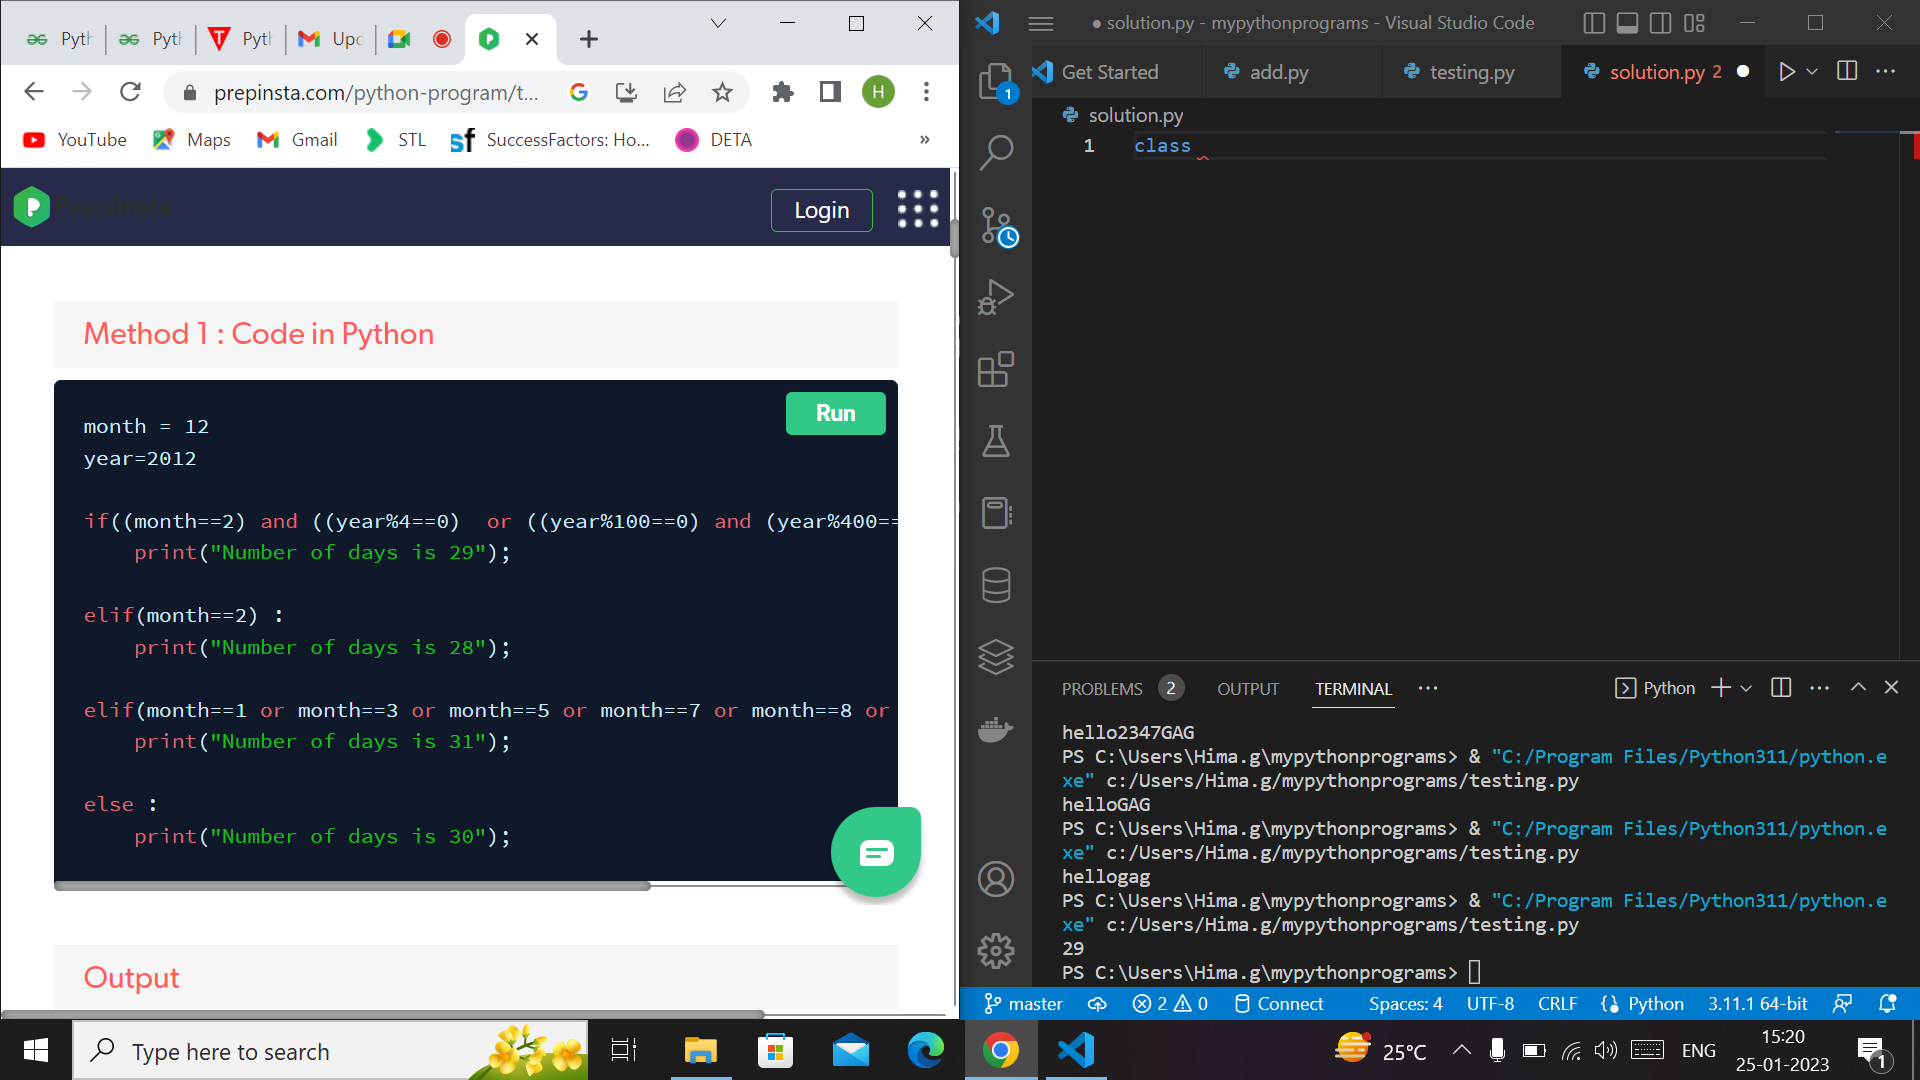 Pyth
Pyth
Pyth
Upd
prepinsta.com/python-program/t...
H
YouTube
Maps
Gmail
STL
SuccessFactors: Ho...
DETA
»
PrepInsta
Login
Method 1 : Code in Python
Run
month = 12
year=2012
if((month==2) and ((year%4==0)  or ((year%100==0) and (year%400==
    print("Number of days is 29");
elif(month==2) :
    print("Number of days is 28");
elif(month==1 or month==3 or month==5 or month==7 or month==8 or
    print("Number of days is 31");
else :
    print("Number of days is 30");
Output
● solution.py - mypythonprograms - Visual Studio Code
Get Started
add.py
testing.py
solution.py 2
1
solution.py
1 class
PROBLEMS 2 OUTPUT TERMINAL ···
Python
hello2347GAG
PS C:\Users\Hima.g\mypythonprograms> & "C:/Program Files/Python311/python.e
xe" c:/Users/Hima.g/mypythonprograms/testing.py
helloGAG
PS C:\Users\Hima.g\mypythonprograms> & "C:/Program Files/Python311/python.e
xe" c:/Users/Hima.g/mypythonprograms/testing.py
hellogag
PS C:\Users\Hima.g\mypythonprograms> & "C:/Program Files/Python311/python.e
xe" c:/Users/Hima.g/mypythonprograms/testing.py
29
PS C:\Users\Hima.g\mypythonprograms>
master 2 0 Connect Spaces: 4 UTF-8 CRLF Python 3.11.1 64-bit
Type here to search
25°C
ENG
15:20
25-01-2023
1